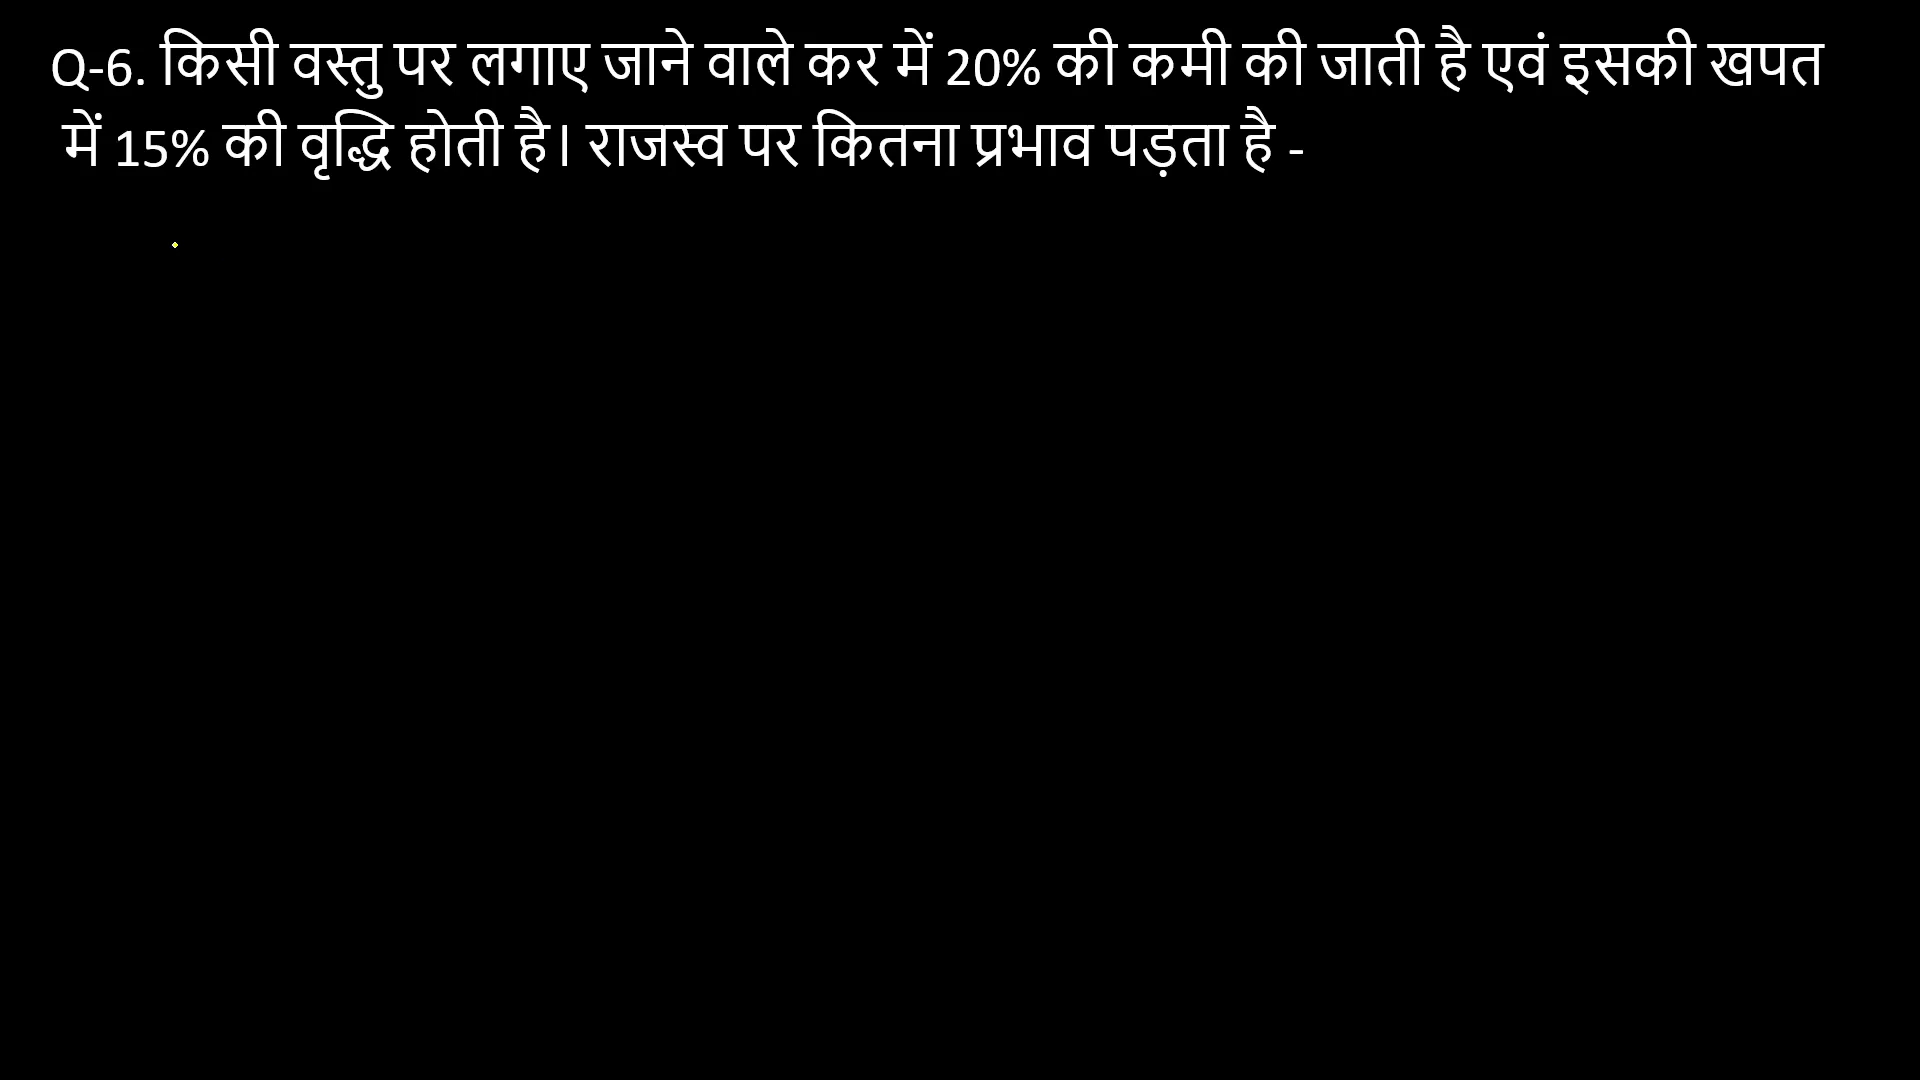 Q-6. किसी वस्तु पर लगाए जाने वाले कर में 20% की कमी की जाती है एवं इसकी खपत
में 15% की वृद्धि होती है। राजस्व पर कितना प्रभाव पड़ता है -